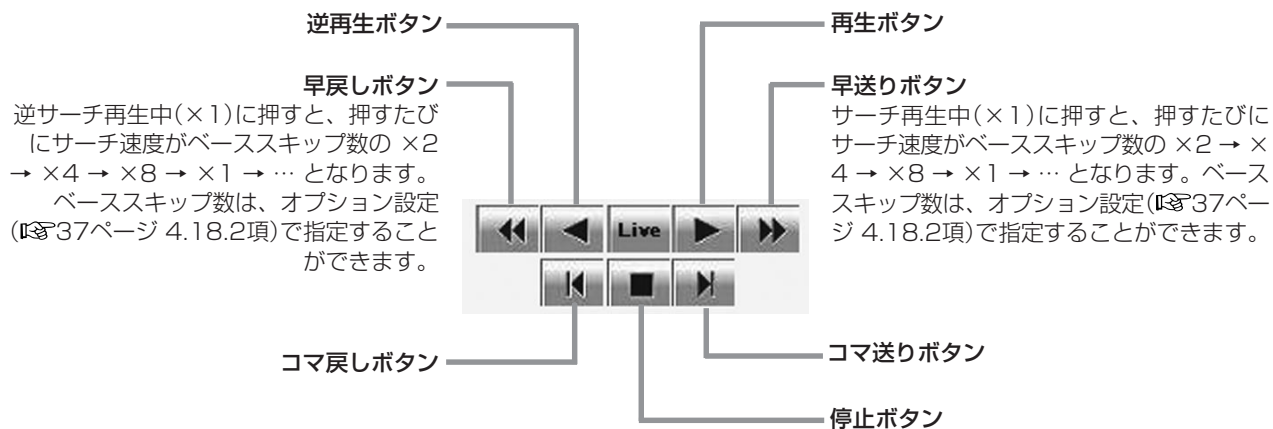 逆再生ボタン
早戻しボタン
逆サーチ再生中(×1)に押すと、押すたび
にサーチ速度がベーススキップ数の ×2
→ ×4 → ×8 → ×1 → … となります。
ベーススキップ数は、オプション設定
(☞37ページ 4.18.2項)で指定すること
ができます。
再生ボタン
早送りボタン
サーチ再生中(×1)に押すと、押すたびに
サーチ速度がベーススキップ数の ×2 → ×
4 → ×8 → ×1 → … となります。ベース
スキップ数は、オプション設定(☞37ペー
ジ 4.18.2項)で指定することができます。
Live
コマ戻しボタン
コマ送りボタン
停止ボタン